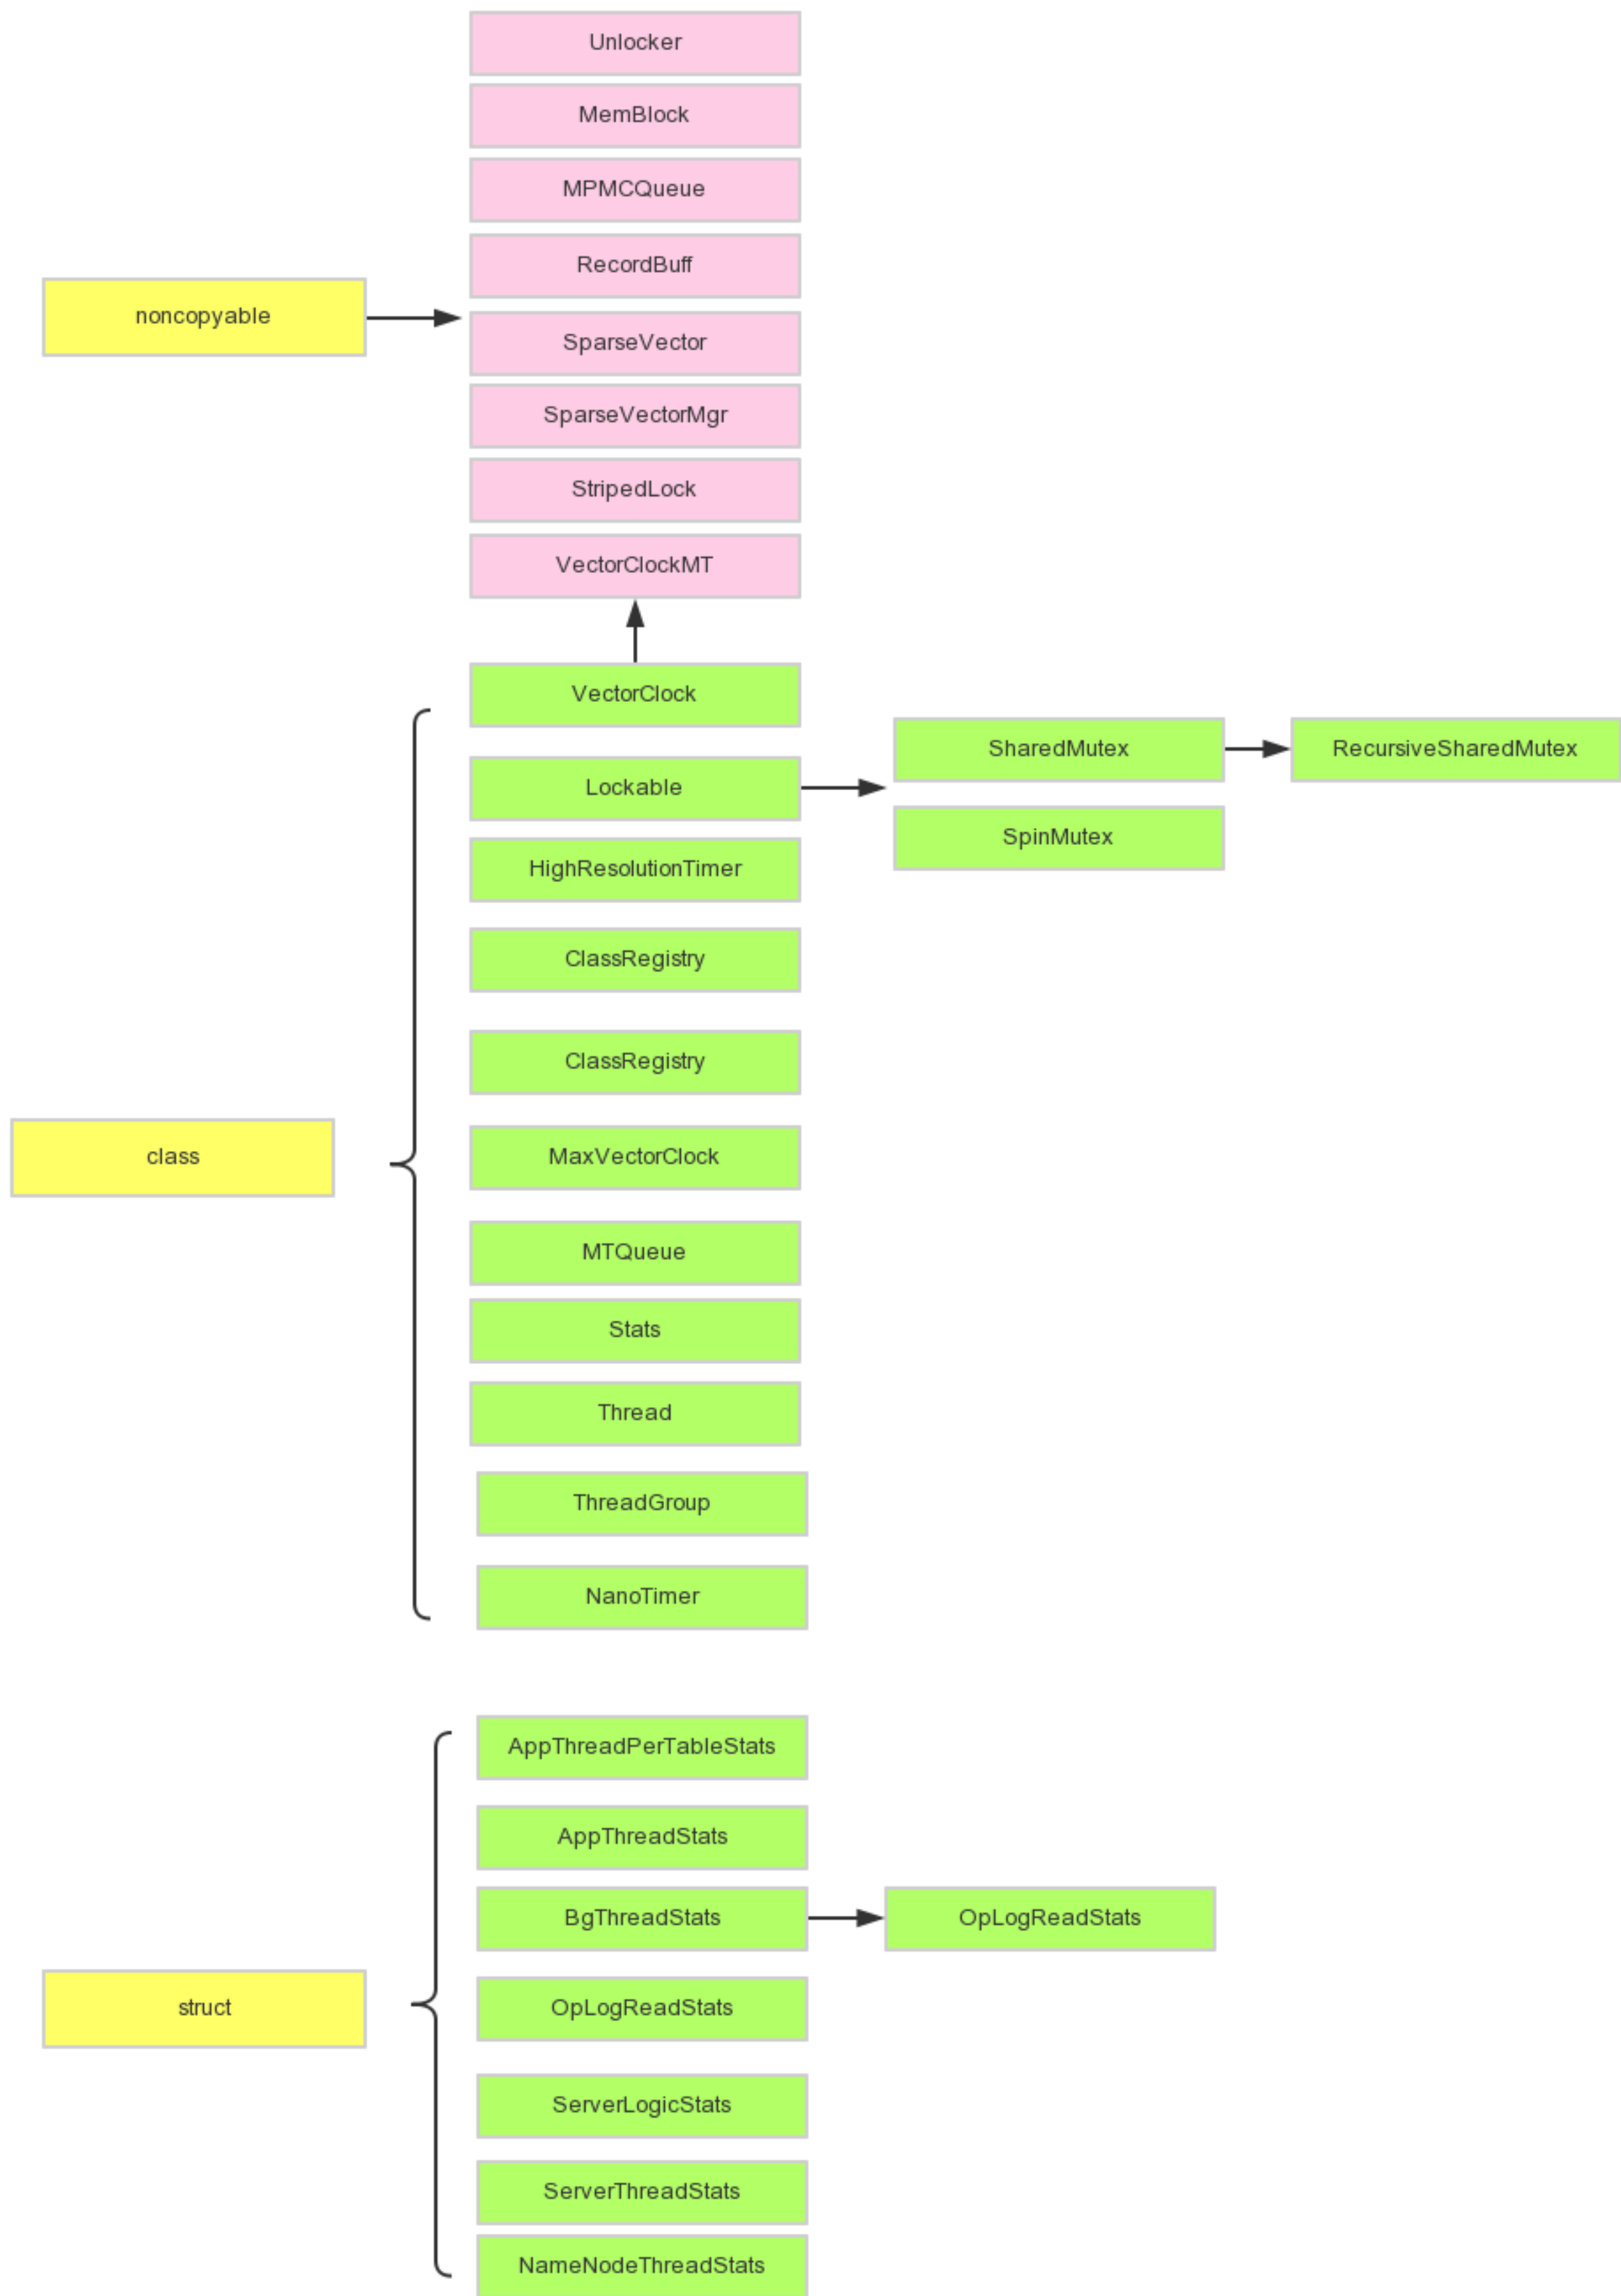 Unlocker
MemBlock
MPMCQueue
RecordBuff
noncopyable
SparseVector
SparseVectorMgr
StripedLock
VectorClockMT
VectorClock
SharedMutex
RecursiveSharedMutex
Lockable
SpinMutex
HighResolutionTimer
ClassRegistry
ClassRegistry
class
MaxVectorClock
MTQueue
Stats
Thread
ThreadGroup
NanoTimer
AppThreadPerTableStats
AppThreadStats
BgThreadStats
OpLogReadStats
struct
OpLogReadStats
ServerLogicStats
ServerThreadStats
NameNodeThreadStats